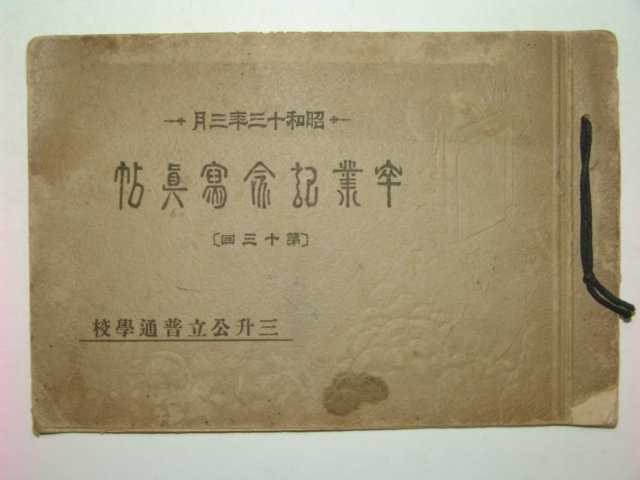 昭和十三年三月
卒業記念寫眞帖
〔第十三回〕
三升公立普通學校